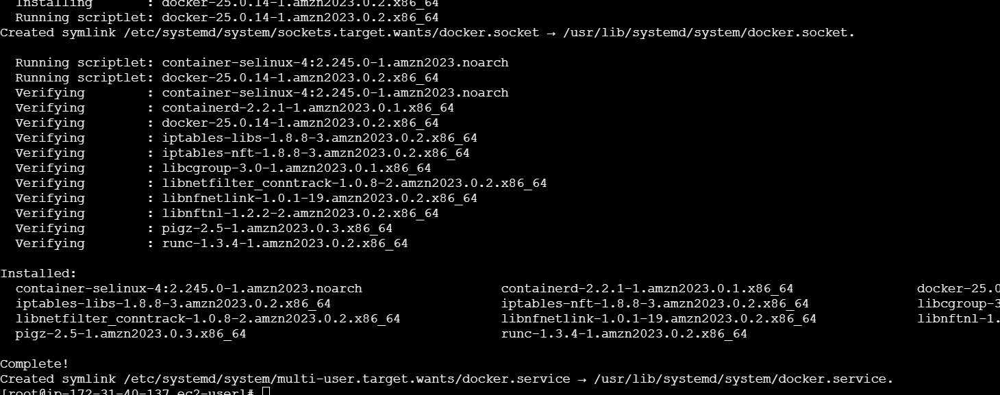 Installing       : docker-25.0.14-1.amzn2023.0.2.x86_64
  Running scriptlet: docker-25.0.14-1.amzn2023.0.2.x86_64
Created symlink /etc/systemd/system/sockets.target.wants/docker.socket → /usr/lib/systemd/system/docker.socket.

  Running scriptlet: container-selinux-4:2.245.0-1.amzn2023.noarch
  Running scriptlet: docker-25.0.14-1.amzn2023.0.2.x86_64
  Verifying        : container-selinux-4:2.245.0-1.amzn2023.noarch
  Verifying        : containerd-2.2.1-1.amzn2023.0.1.x86_64
  Verifying        : docker-25.0.14-1.amzn2023.0.2.x86_64
  Verifying        : iptables-libs-1.8.8-3.amzn2023.0.2.x86_64
  Verifying        : iptables-nft-1.8.8-3.amzn2023.0.2.x86_64
  Verifying        : libcgroup-3.0-1.amzn2023.0.1.x86_64
  Verifying        : libnetfilter_conntrack-1.0.8-2.amzn2023.0.2.x86_64
  Verifying        : libnfnetlink-1.0.1-19.amzn2023.0.2.x86_64
  Verifying        : libnftnl-1.2.2-2.amzn2023.0.2.x86_64
  Verifying        : pigz-2.5-1.amzn2023.0.3.x86_64
  Verifying        : runc-1.3.4-1.amzn2023.0.2.x86_64

Installed:
  container-selinux-4:2.245.0-1.amzn2023.noarch    containerd-2.2.1-1.amzn2023.0.1.x86_64    docker-25.0
  iptables-libs-1.8.8-3.amzn2023.0.2.x86_64    iptables-nft-1.8.8-3.amzn2023.0.2.x86_64    libcgroup-3
  libnetfilter_conntrack-1.0.8-2.amzn2023.0.2.x86_64    libnfnetlink-1.0.1-19.amzn2023.0.2.x86_64    libnftnl-1.
  pigz-2.5-1.amzn2023.0.3.x86_64    runc-1.3.4-1.amzn2023.0.2.x86_64

Complete!
Created symlink /etc/systemd/system/multi-user.target.wants/docker.service → /usr/lib/systemd/system/docker.service.
[root@ip-172-31-40-137 ec2-user]#